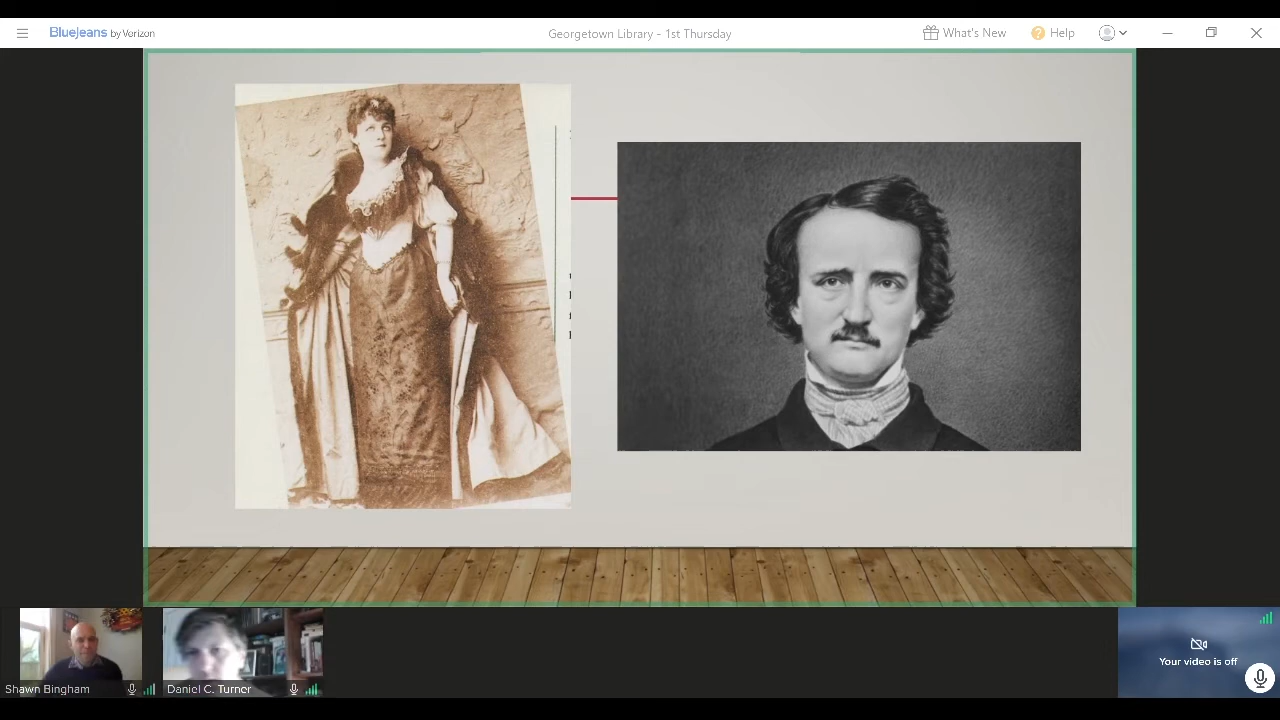 Bluejeans by Verizon
Georgetown Library - 1st Thursday
What's New
? Help
Shawn Bingham
Daniel C. Turner
Your video is off